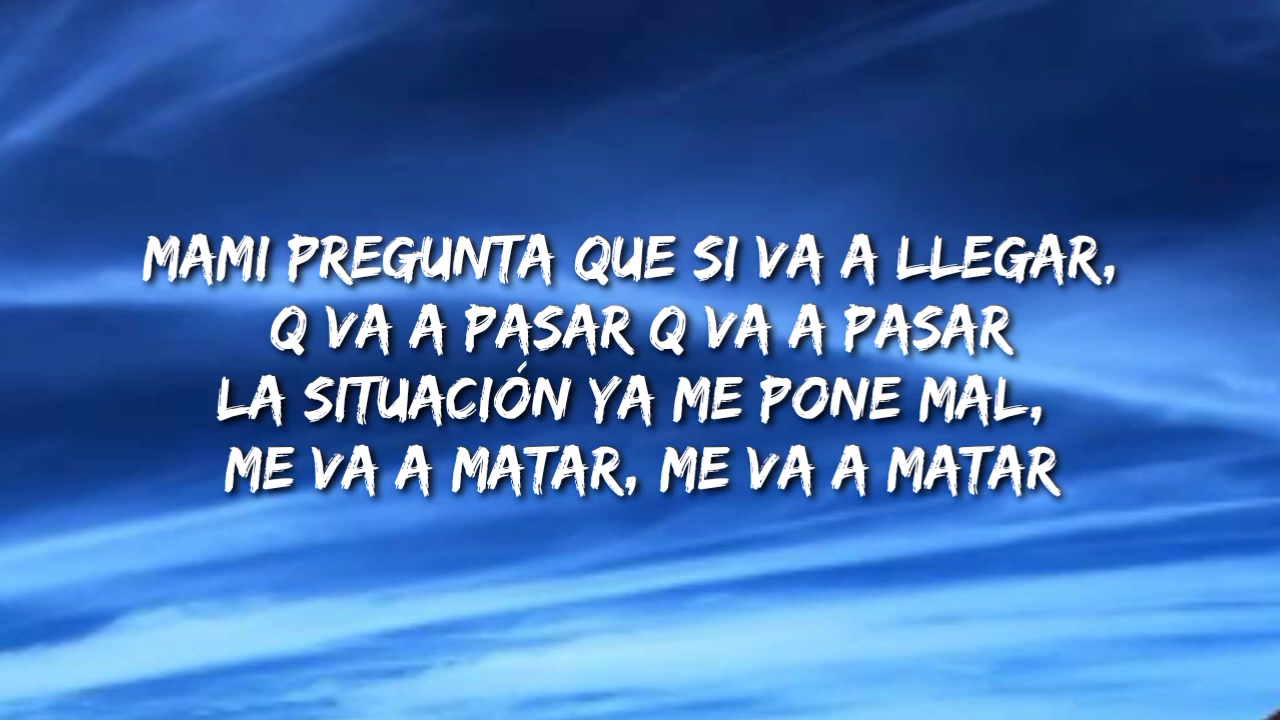 MAMI PREGUNTA QUE SI VA A LLEGAR,
Q VA A PASAR Q VA A PASAR
LA SITUACIÓN YA ME PONE MAL,
ME VA A MATAR, ME VA A MATAR